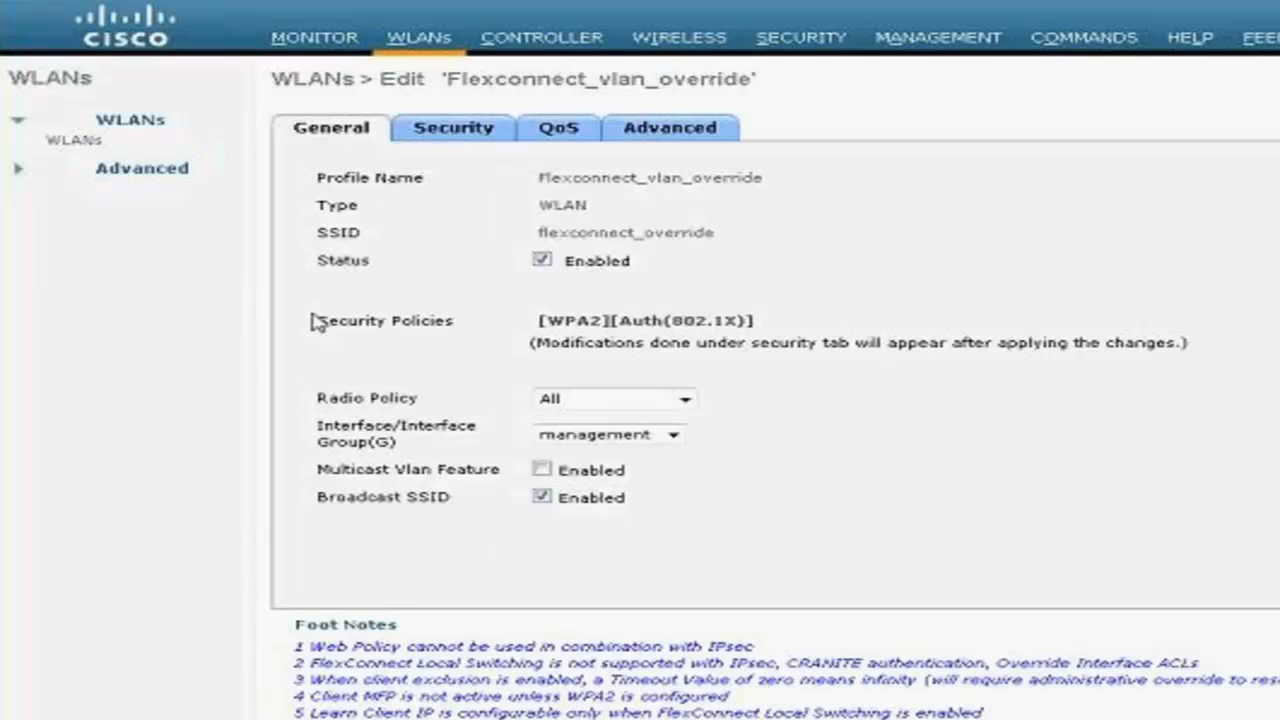 CISCO
MONITOR WLANs CONTROLLER WIRELESS SECURITY MANAGEMENT COMMANDS HELP
WLANs
WLANs > Edit 'Flexconnect_vlan_override'
WLANs
WLANs
Advanced
General Security QoS Advanced
Profile Name Flexconnect_vlan_override
Type WLAN
SSID flexconnect_override
Status Enabled
Security Policies [WPA2][Auth(802.1X)]
(Modifications done under security tab will appear after applying the changes.)
Radio Policy All
Interface/Interface
Group(G) management
Multicast Vlan Feature Enabled
Broadcast SSID Enabled
Foot Notes
1 Web Policy cannot be used in combination with IPsec
2 FlexConnect Local Switching is not supported with IPsec, CRANITE authentication, Override Interface ACLs
3 When client exclusion is enabled, a Timeout Value of zero means infinity (will require administrative override to
4 Client MFP is not active unless WPA2 is configured
5 Learn Client IP is configurable only when FlexConnect Local Switching is enabled